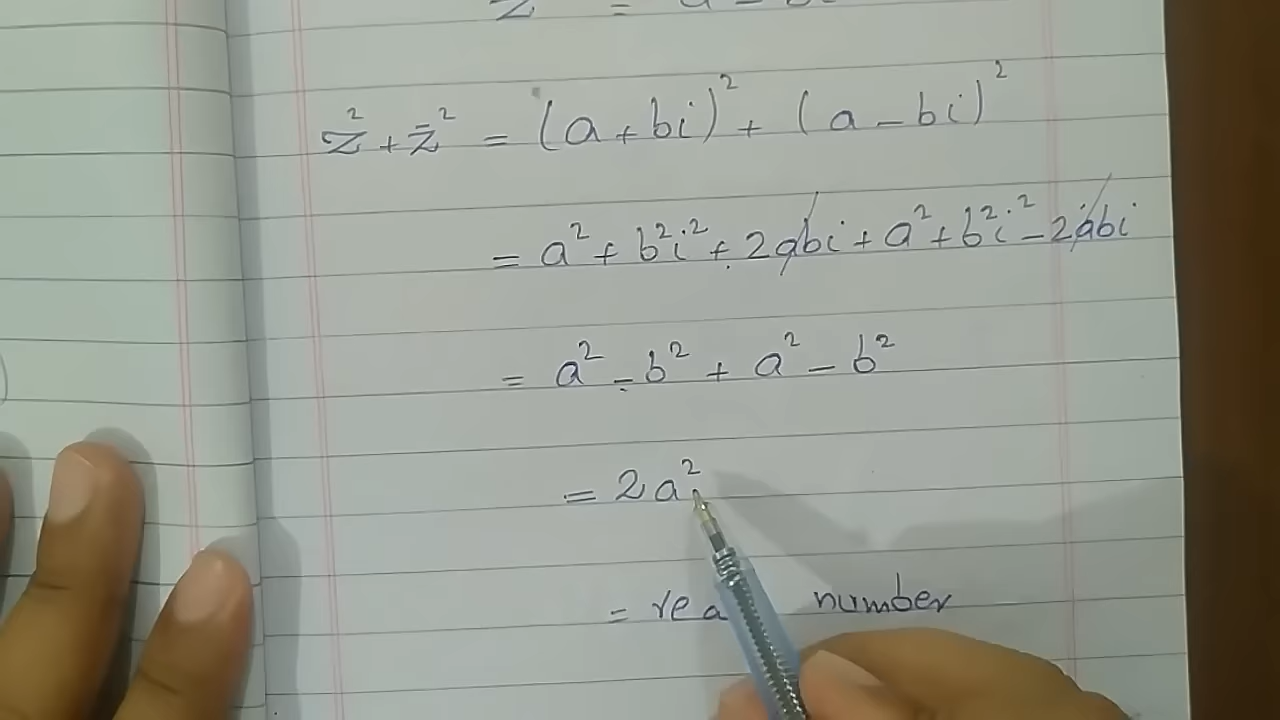 z̄ = a - bi
z² + z̄² = (a + bi)² + (a - bi)²
= a² + b²i² + 2abi + a² + b²i² - 2abi
= a² - b² + a² - b²
= 2a²
= real number